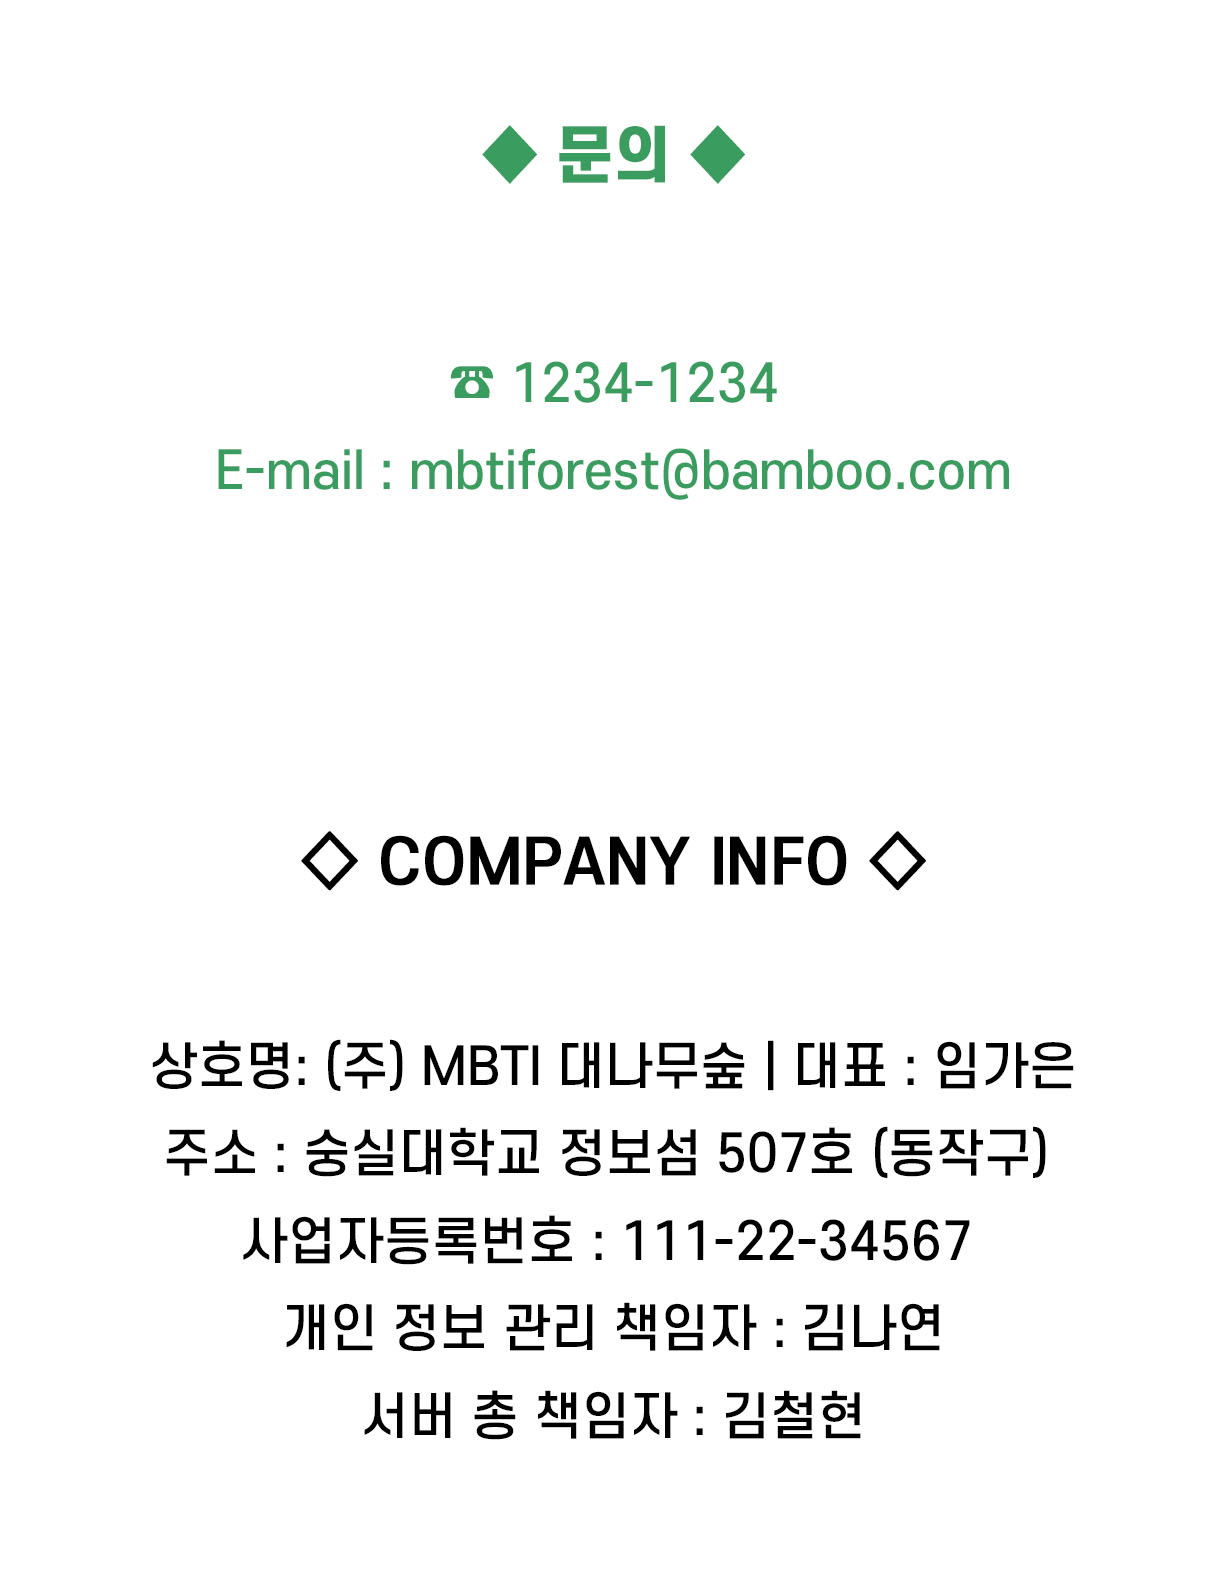 ◆ 문의 ◆
☎ 1234-1234
E-mail : mbtiforest@bamboo.com
◇ COMPANY INFO ◇
상호명: (주) MBTI 대나무숲 | 대표 : 임가은
주소 : 숭실대학교 정보섬 507호 (동작구)
사업자등록번호 : 111-22-34567
개인 정보 관리 책임자 : 김나연
서버 총 책임자 : 김철현